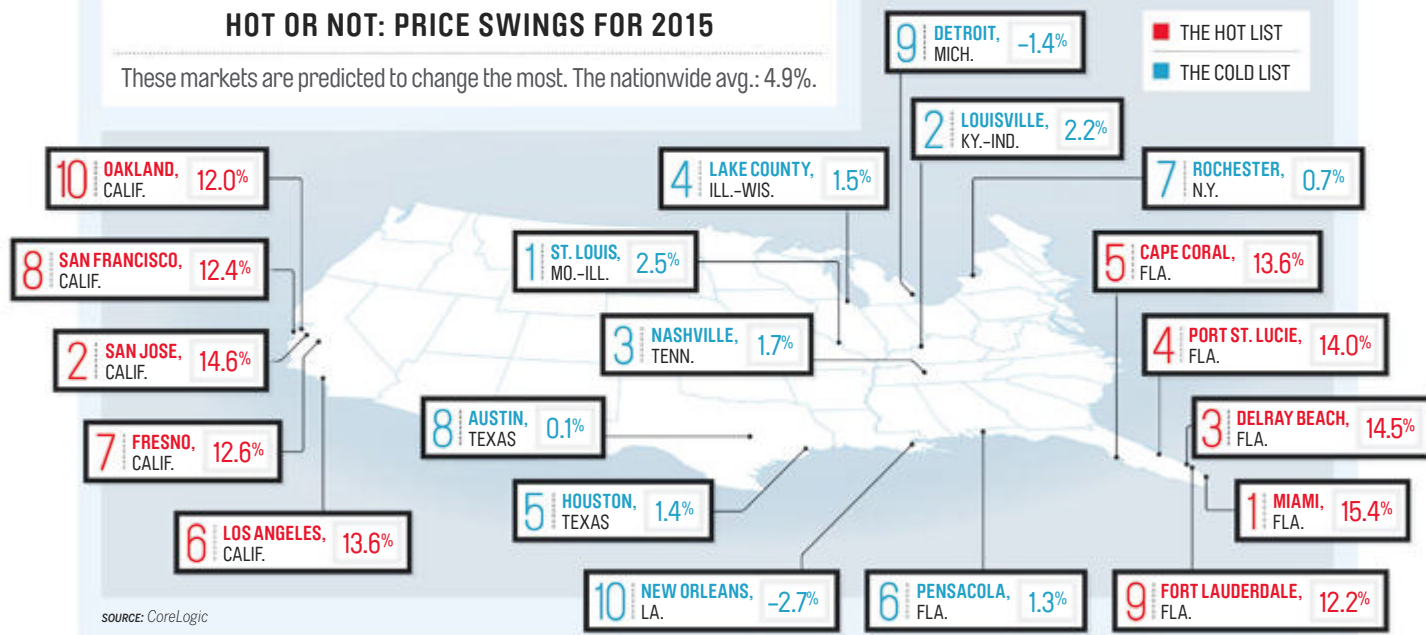 HOT OR NOT: PRICE SWINGS FOR 2015
These markets are predicted to change the most. The nationwide avg.: 4.9%.
THE HOT LIST
THE COLD LIST
9 DETROIT, MICH. –1.4%
2 LOUISVILLE, KY.–IND. 2.2%
10 OAKLAND, CALIF. 12.0%
4 LAKE COUNTY, ILL.–WIS. 1.5%
7 ROCHESTER, N.Y. 0.7%
8 SAN FRANCISCO, CALIF. 12.4%
1 ST. LOUIS, MO.–ILL. 2.5%
5 CAPE CORAL, FLA. 13.6%
2 SAN JOSE, CALIF. 14.6%
3 NASHVILLE, TENN. 1.7%
4 PORT ST. LUCIE, FLA. 14.0%
7 FRESNO, CALIF. 12.6%
8 AUSTIN, TEXAS 0.1%
3 DELRAY BEACH, FLA. 14.5%
6 LOS ANGELES, CALIF. 13.6%
5 HOUSTON, TEXAS 1.4%
1 MIAMI, FLA. 15.4%
10 NEW ORLEANS, LA. –2.7%
6 PENSACOLA, FLA. 1.3%
9 FORT LAUDERDALE, FLA. 12.2%
SOURCE: CoreLogic